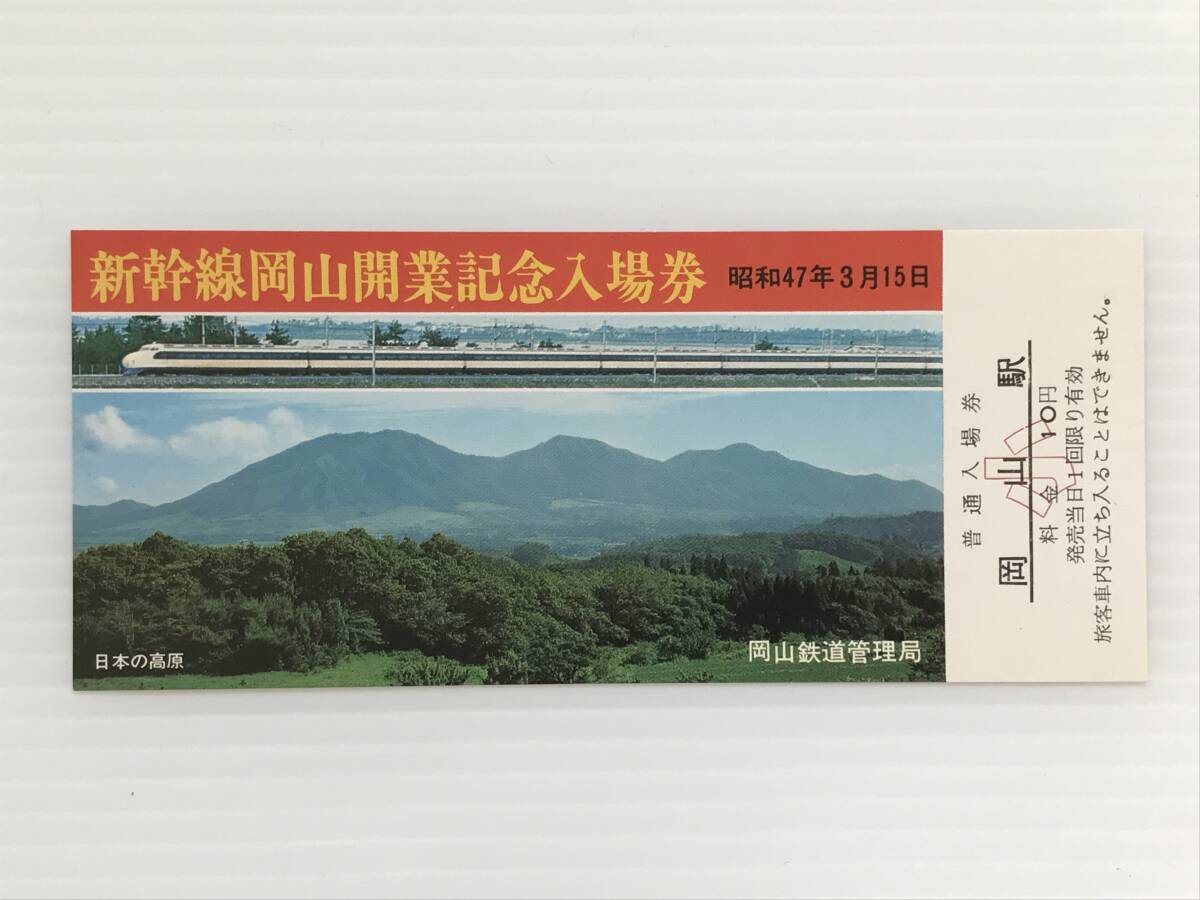 新幹線岡山開業記念入場券 昭和47年3月15日
日本の高原
岡山鉄道管理局
普通入場券
岡山駅
小
料金 10円
発売当日1回限り有効
旅客車内に立ち入ることはできません。